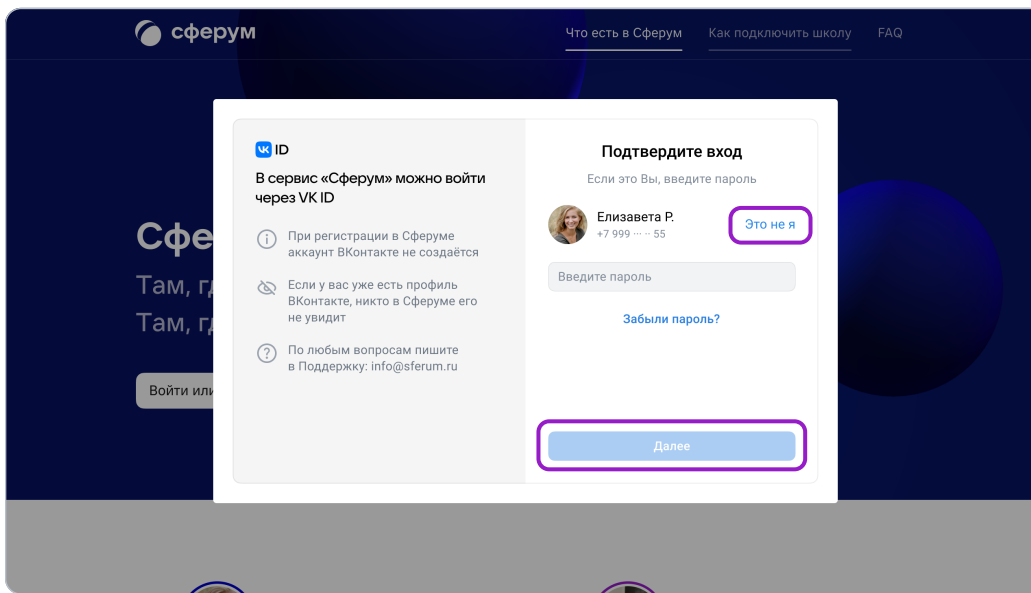 сферум
Что есть в Сферум
Как подключить школу
FAQ
Сфе
Там, гд
Там, гд
Войти или
VK ID
В сервис «Сферум» можно войти
через VK ID
При регистрации в Сферуме
аккаунт ВКонтакте не создаётся
Если у вас уже есть профиль
ВКонтакте, никто в Сферуме его
не увидит
По любым вопросам пишите
в Поддержку: info@sferum.ru
Подтвердите вход
Если это Вы, введите пароль
Елизавета Р.
+7 999 ··· ·· 55
Это не я
Введите пароль
Забыли пароль?
Далее